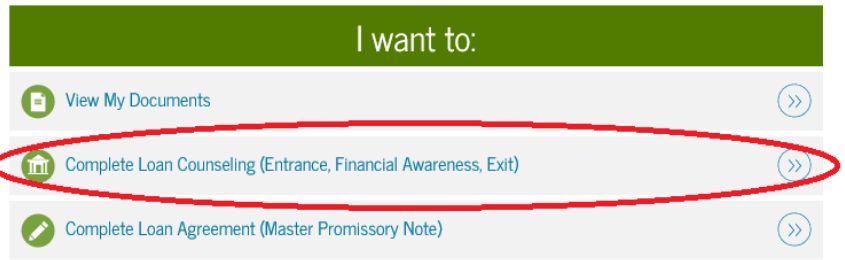 I want to:
View My Documents
Complete Loan Counseling (Entrance, Financial Awareness, Exit)
Complete Loan Agreement (Master Promissory Note)